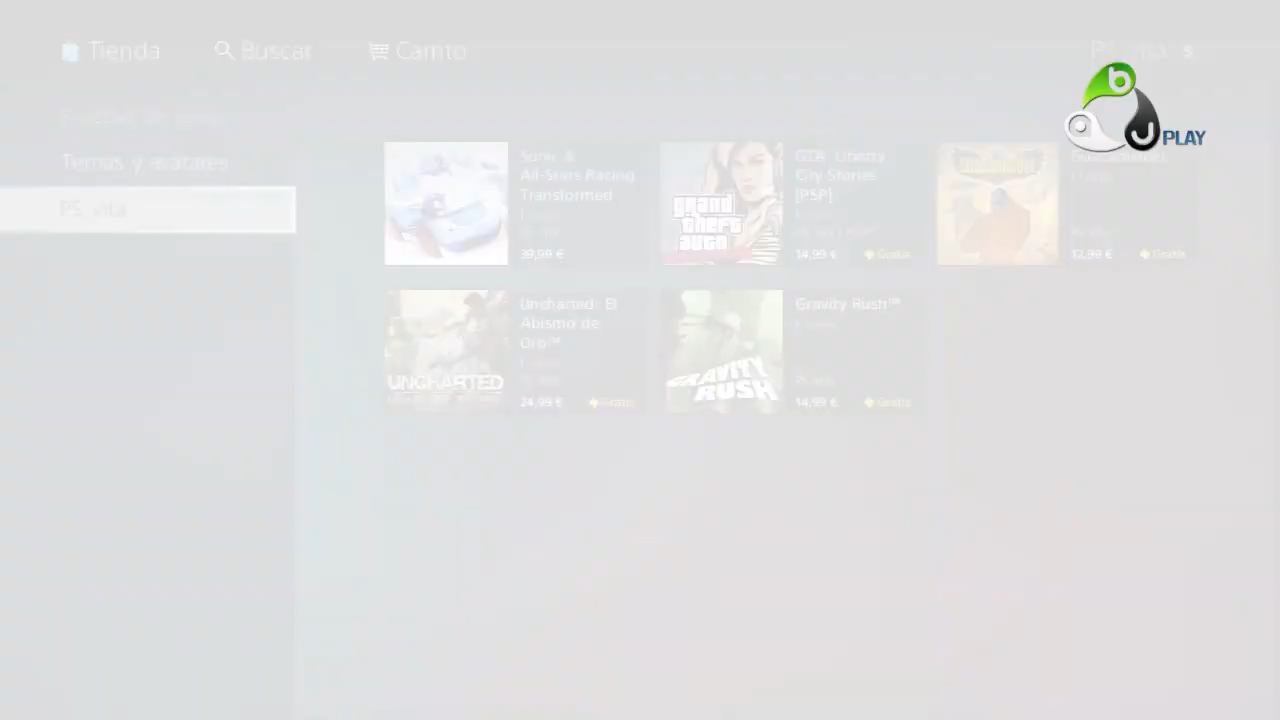 Tienda
Buscar
Carrito
b
J PLAY
Temas y avatares
PS Vita
Sonic &
All-Stars Racing
Transformed
39,99 €
grand
theft
auto
GTA: Liberty
City Stories
[PSP]
14,99 €
Gratis
12,99 €
Gratis
UNCHARTED
Uncharted: El
Abismo de
Oro™
24,99 €
Gratis
GRAVITY
RUSH
Gravity Rush™
14,99 €
Gratis